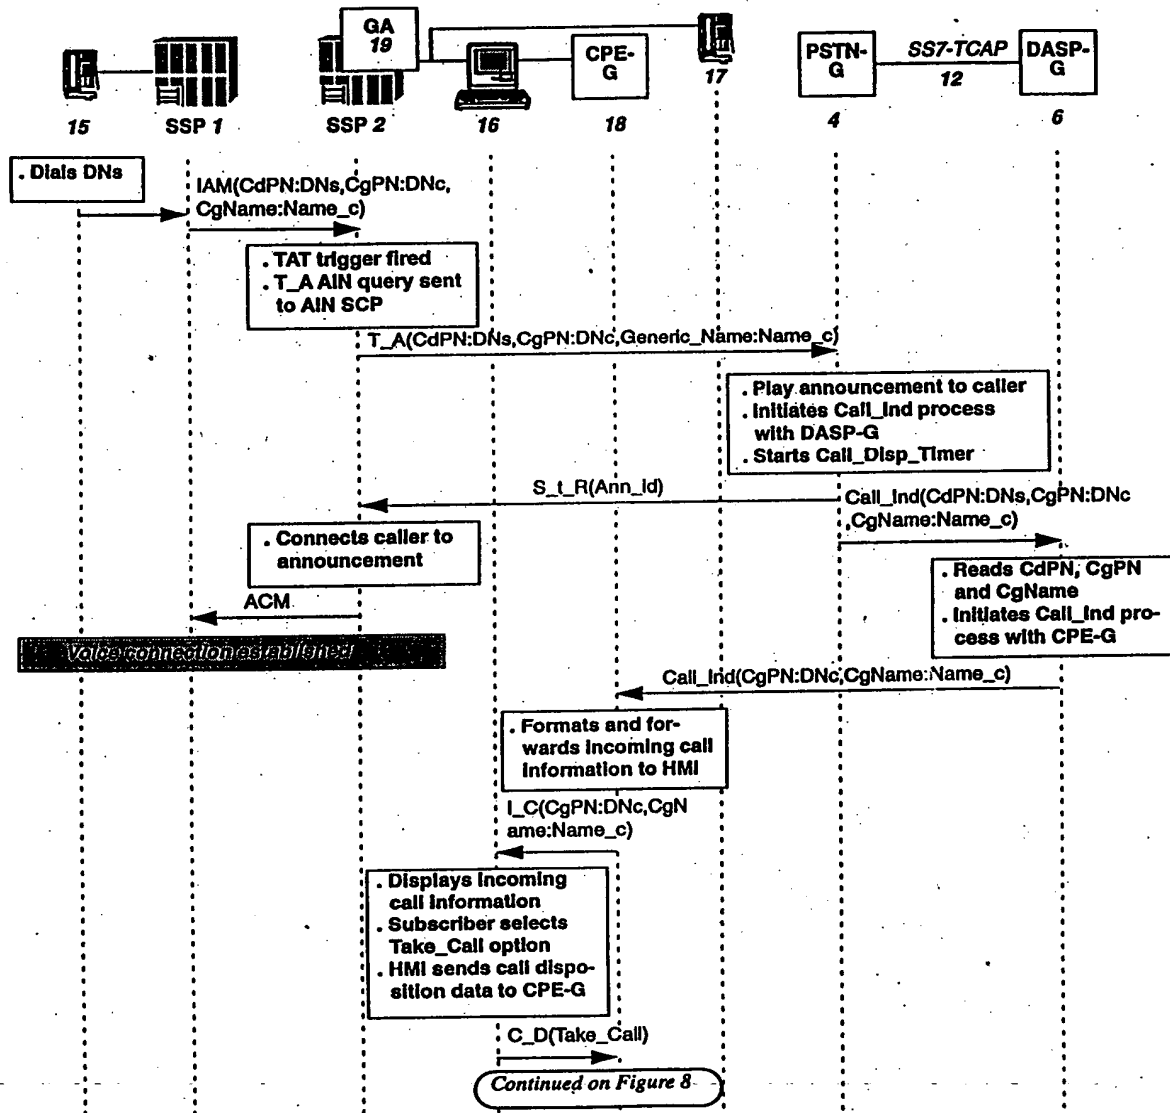 GA
19
CPE-
G
17
PSTN-
G
SS7-TCAP
12
DASP-
G
15
SSP 1
SSP 2
16
18
4
6
. Dials DNs
IAM(CdPN:DNs,CgPN:DNc,
CgName:Name_c)
. TAT trigger fired
. T_A AIN query sent
to AIN SCP
T_A(CdPN:DNs,CgPN:DNc,Generic_Name:Name_c)
. Play announcement to caller
. Initiates Call_Ind process
with DASP-G
. Starts Call_Disp_Timer
S_t_R(Ann_id)
Call_Ind(CdPN:DNs,CgPN:DNc
,CgName:Name_c)
. Connects caller to
announcement
. Reads CdPN, CgPN
and CgName
. Initiates Call_Ind pro-
cess with CPE-G
ACM
Voice connection established
Call_Ind(CgPN:DNc,CgName:Name_c)
. Formats and for-
wards incoming call
information to HMI
I_C(CgPN:DNc,CgN
ame:Name_c)
. Displays incoming
call information
. Subscriber selects
Take_Call option
. HMI sends call dispo-
sition data to CPE-G
C_D(Take_Call)
Continued on Figure 8